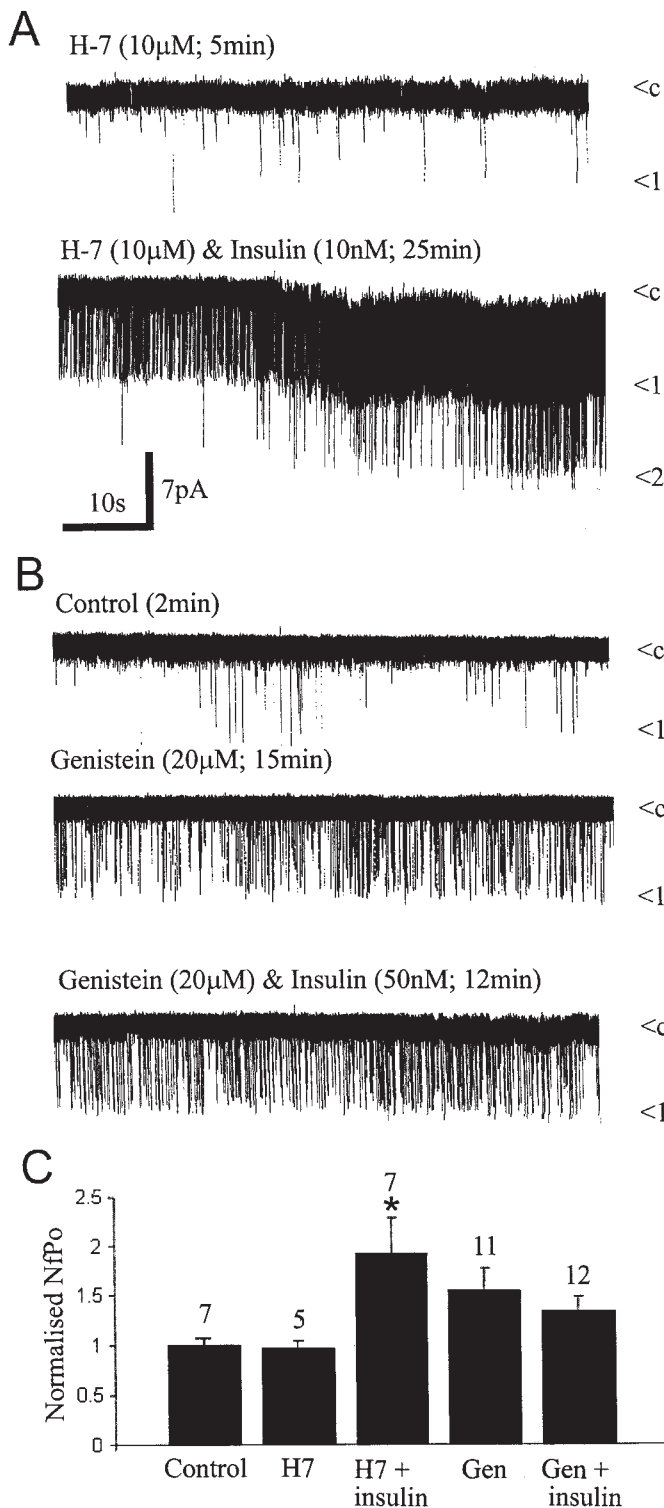 A
H-7 (10μM; 5min)
<c
<1
H-7 (10μM) & Insulin (10nM; 25min)
<c
<1
<2
10s
7pA
B
Control (2min)
<c
<1
Genistein (20μM; 15min)
<c
<1
Genistein (20μM) & Insulin (50nM; 12min)
<c
<1
C
Normalised NfPo
2.5
2
1.5
1
0.5
0
7
5
7
*
11
12
Control
H7
H7 +
insulin
Gen
Gen +
insulin